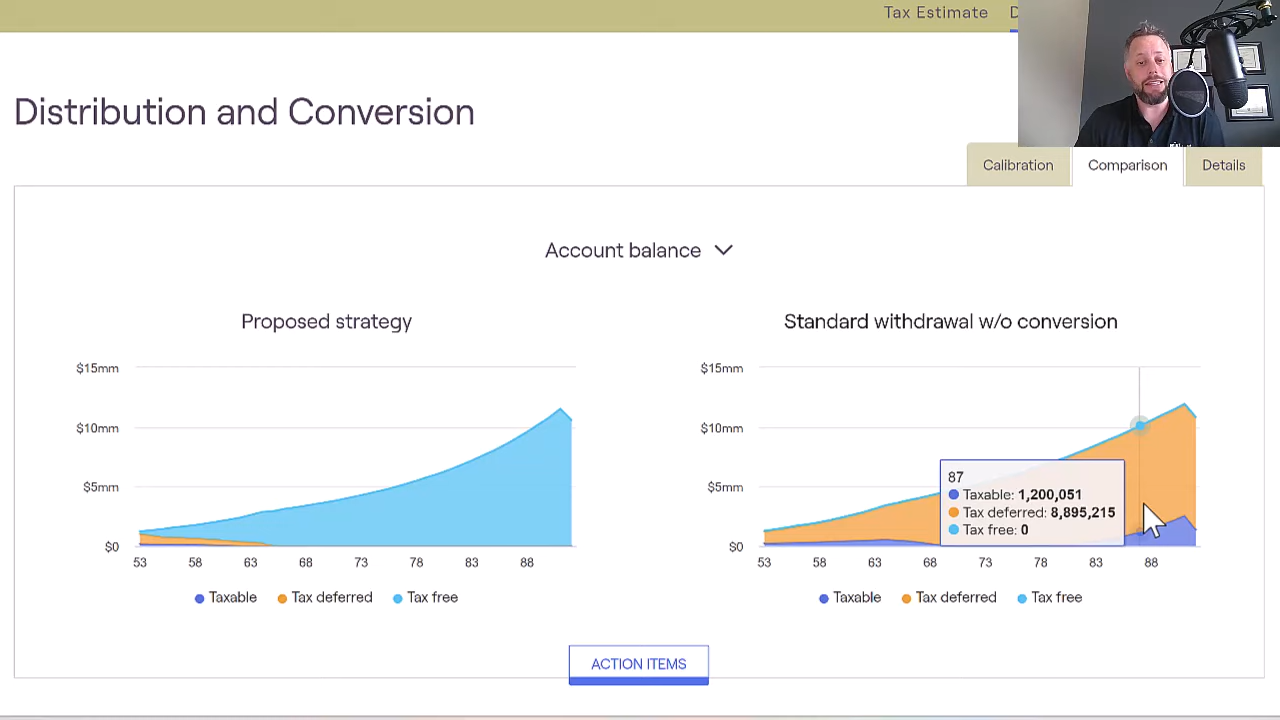 Tax Estimate D
Distribution and Conversion
Calibration Comparison Details
Account balance
Proposed strategy Standard withdrawal w/o conversion
$15mm $15mm
$10mm $10mm
$5mm $5mm
$0 $0
87
Taxable: 1,200,051
Tax deferred: 8,895,215
Tax free: 0
53 58 63 68 73 78 83 88 53 58 63 68 73 78 83 88
Taxable Tax deferred Tax free Taxable Tax deferred Tax free
ACTION ITEMS